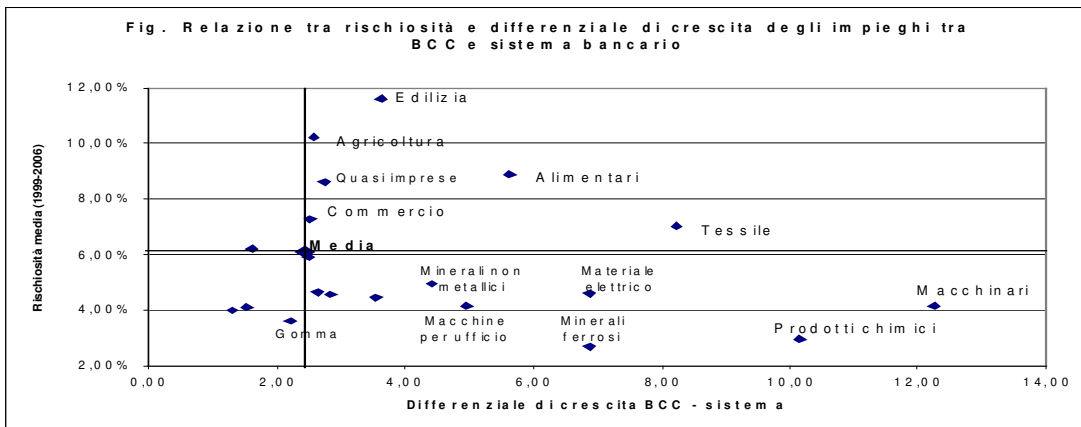 Fig. Relazione tra rischiosità e differenziale di crescita degli impieghi tra
BCC e sistema bancario
12,00%
Edilizia
10,00%
Agricoltura
Quasi imprese
Alimentari
8,00%
Commercio
Tessile
Media
6,00%
Minerali non
metallici
Materiale
elettrico
Macchinari
4,00%
Gomma
Macchine
per ufficio
Minerali
ferrosi
Prodotti chimici
2,00%
0,00
2,00
4,00
6,00
8,00
10,00
12,00
14,00
Differenziale di crescita BCC - sistema
Rischiosità media (1999-2006)